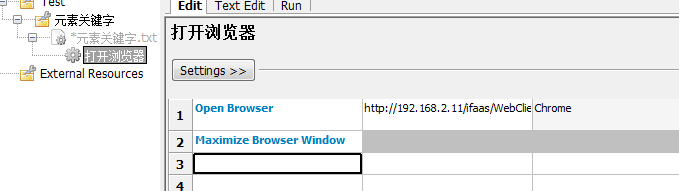 Test
元素关键字
*元素关键字.txt
打开浏览器
External Resources
Edit
Text Edit
Run
打开浏览器
Settings >>
1
Open Browser
http://192.168.2.11/ifaas/WebClie
Chrome
2
Maximize Browser Window
3
4